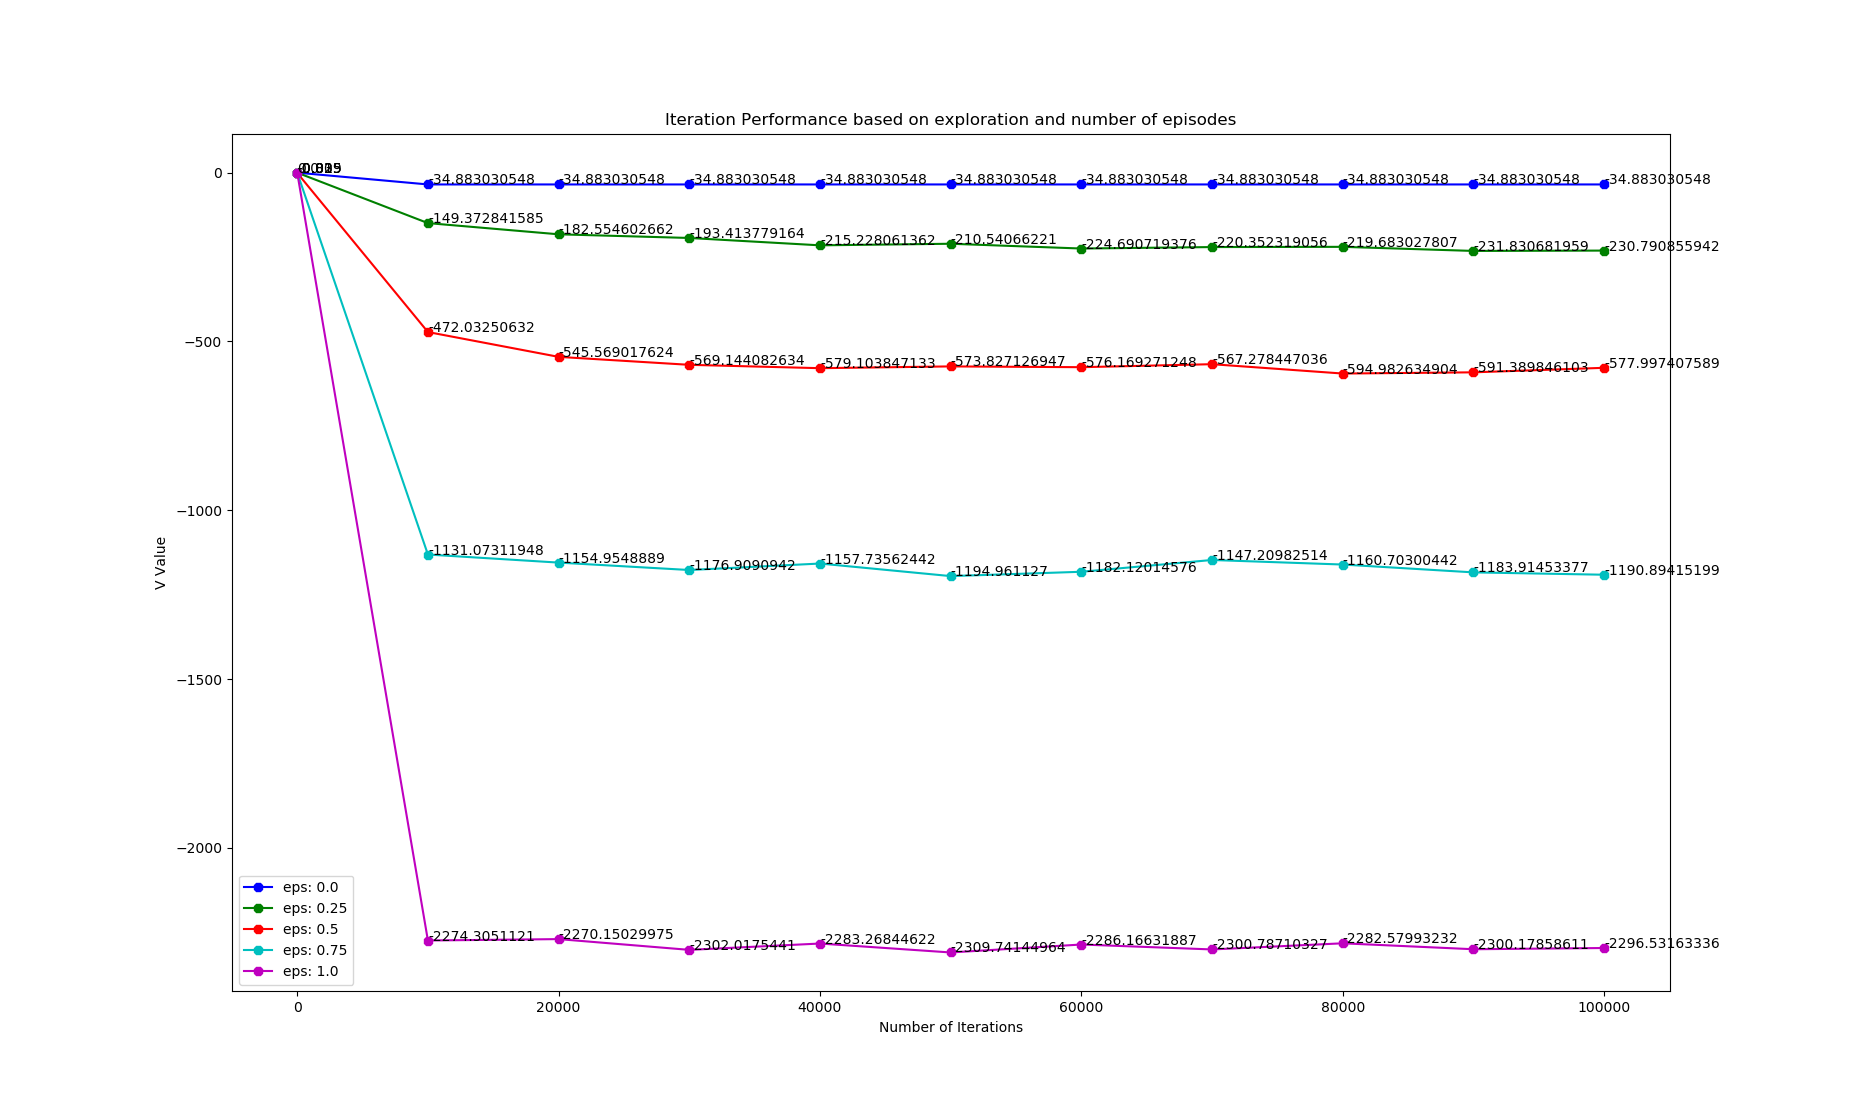 Iteration Performance based on exploration and number of episodes
0
−500
−1000
−1500
−2000
V Value
-34.883030548 -34.883030548 -34.883030548 -34.883030548 -34.883030548 -34.883030548 -34.883030548 -34.883030548 -34.883030548 -34.883030548
-149.372841585 -182.554602662 -193.413779164 -215.228061362 -210.54066221 -224.690719376 -220.352319056 -219.683027807 -231.830681959 -230.790855942
-472.03250632 -545.569017624 -569.144082634 -579.103847133 -573.827126947 -576.169271248 -567.278447036 -594.982634904 -591.389846103 -577.997407589
-1131.07311948 -1154.9548889 -1176.9090942 -1157.73562442 -1194.961127 -1182.12014576 -1147.20982514 -1160.70300442 -1183.91453377 -1190.89415199
-2274.3051121 -2270.15029975 -2302.0175441 -2283.26844622 -2309.74144964 -2286.16631887 -2300.78710327 -2282.57993232 -2300.17858611 -2296.53163336
eps: 0.0
eps: 0.25
eps: 0.5
eps: 0.75
eps: 1.0
0 20000 40000 60000 80000 100000
Number of Iterations